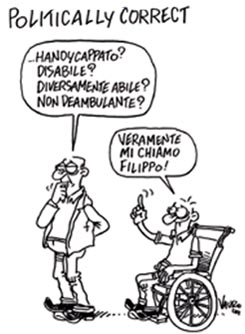 POLITICALLY CORRECT
...HANDYCAPPATO?
DISABILE?
DIVERSAMENTE ABILE?
NON DEAMBULANTE?
VERAMENTE
MI CHIAMO
FILIPPO!